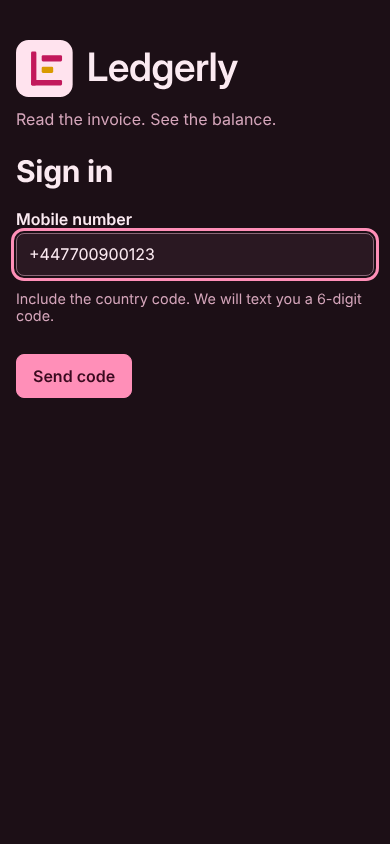 Ledgerly
Read the invoice. See the balance.
Sign in
Mobile number
+447700900123
Include the country code. We will text you a 6-digit
code.
Send code